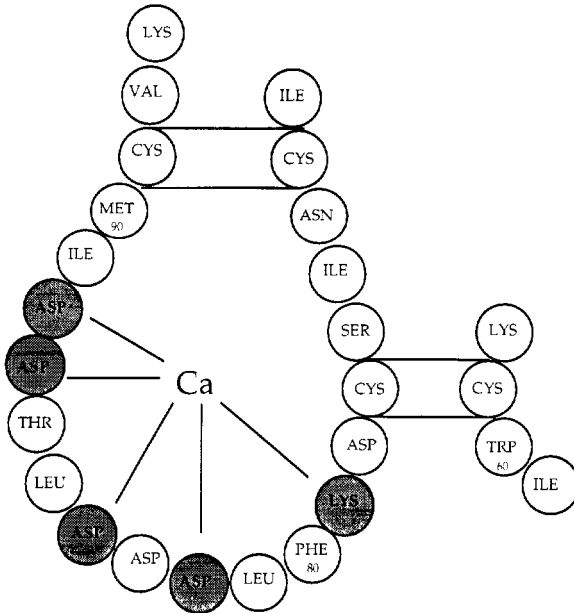 LYS
VAL
ILE
CYS
CYS
MET
90
ASN
ILE
ILE
ASP
SER
LYS
ASP
Ca
CYS
CYS
THR
ASP
TRP
60
LEU
LYS
ILE
ASP
ASP
PHE
80
ASP
LEU